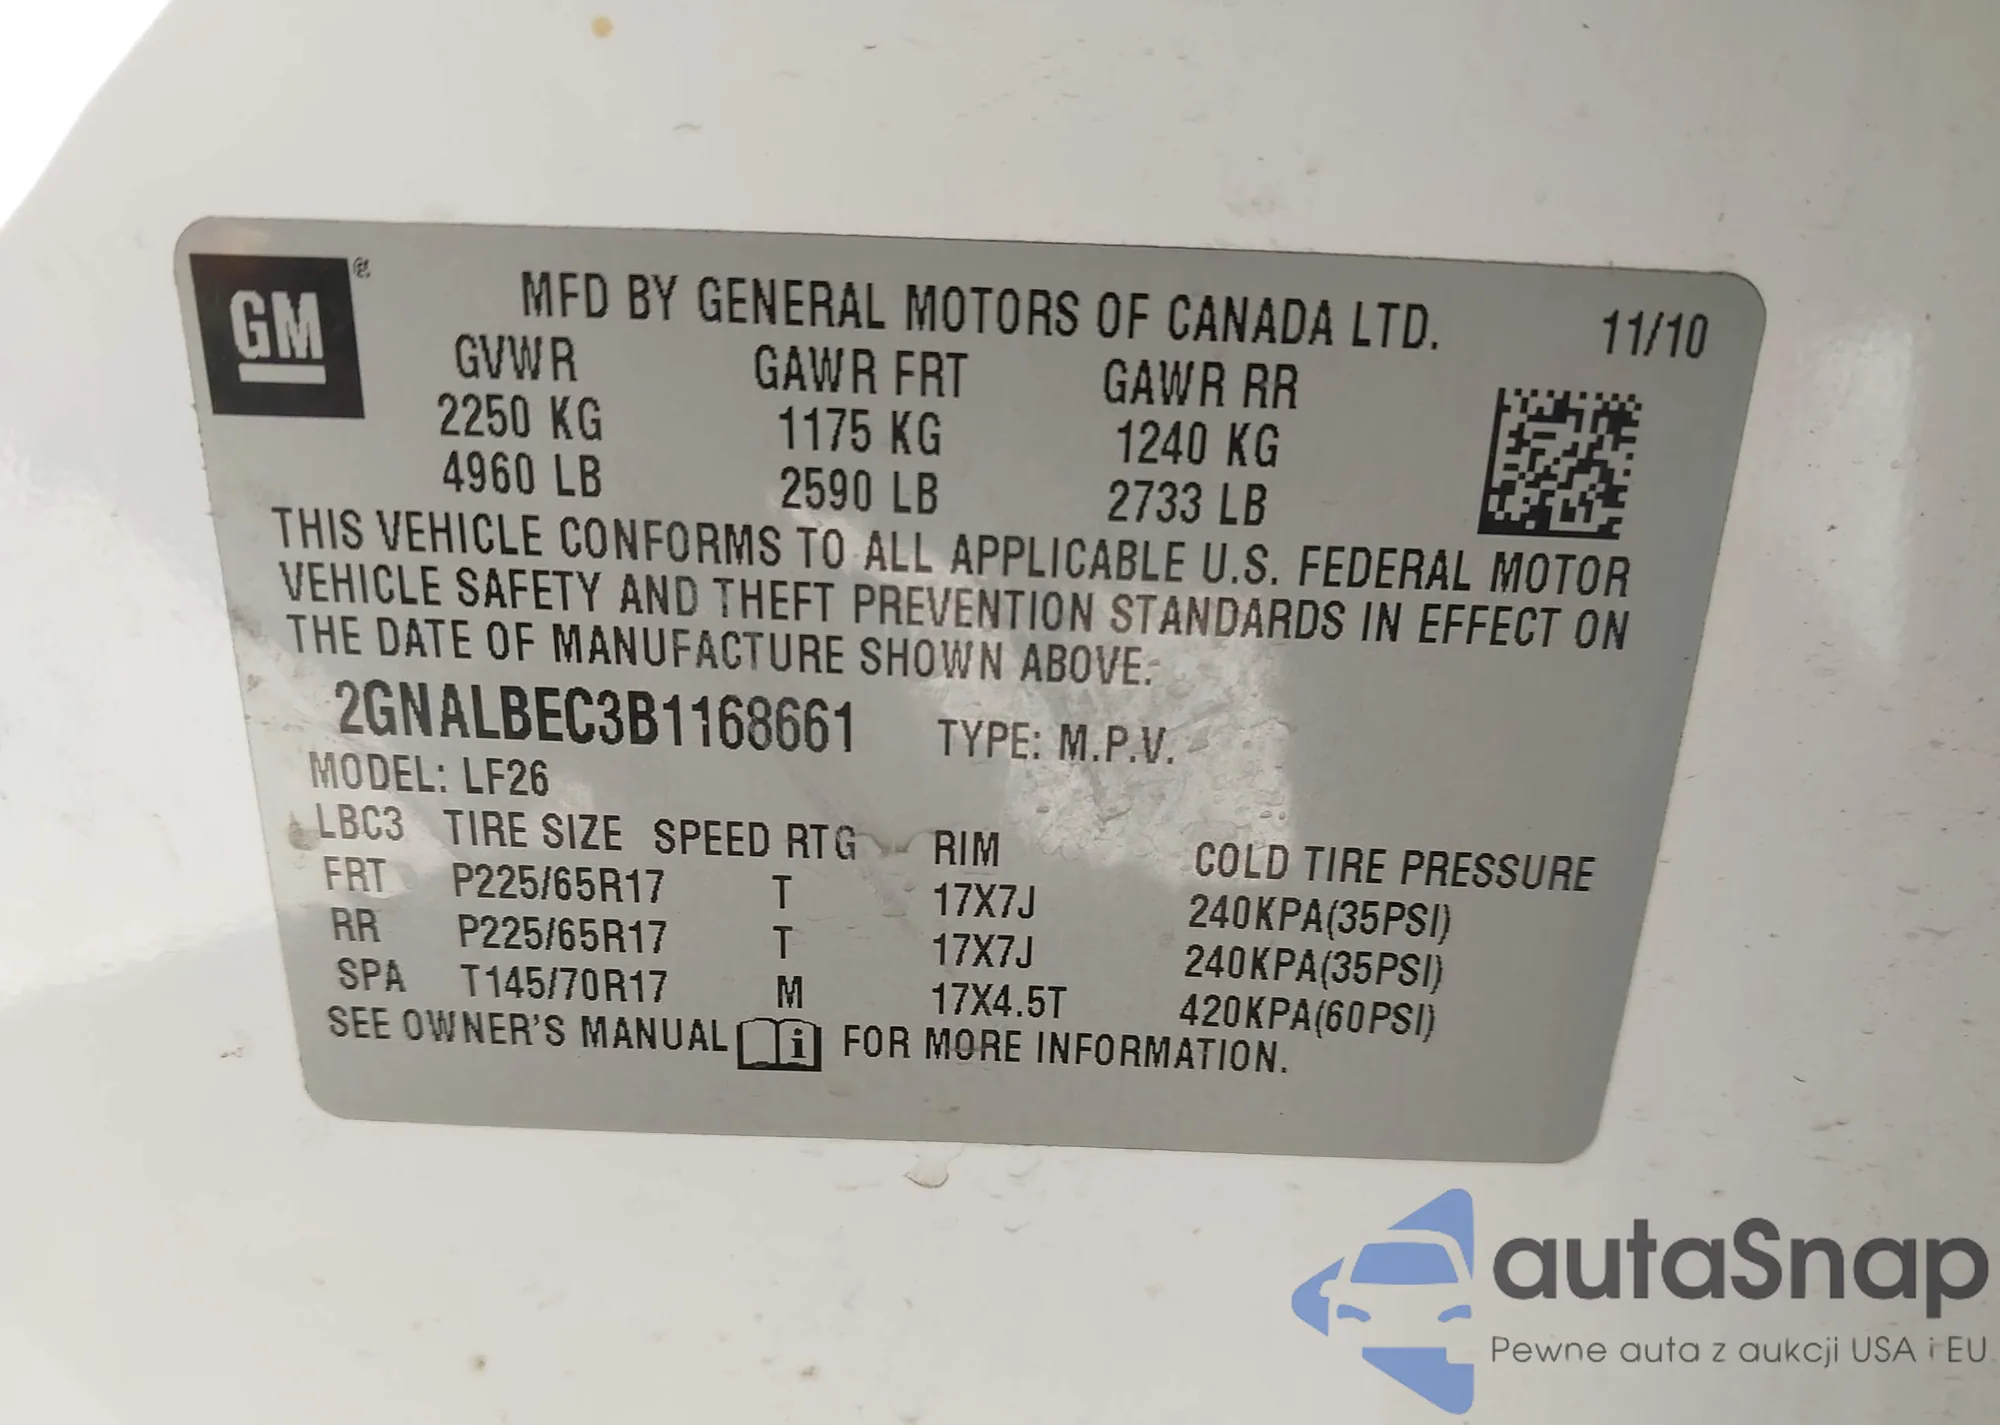 GM
MFD BY GENERAL MOTORS OF CANADA LTD. 11/10
GVWR GAWR FRT GAWR RR
2250 KG 1175 KG 1240 KG
4960 LB 2590 LB 2733 LB
THIS VEHICLE CONFORMS TO ALL APPLICABLE U.S. FEDERAL MOTOR
VEHICLE SAFETY AND THEFT PREVENTION STANDARDS IN EFFECT ON
THE DATE OF MANUFACTURE SHOWN ABOVE.
2GNALBEC3B1168661 TYPE: M.P.V.
MODEL: LF26
LBC3 TIRE SIZE SPEED RTG RIM COLD TIRE PRESSURE
FRT P225/65R17 T 17X7J 240KPA(35PSI)
RR P225/65R17 T 17X7J 240KPA(35PSI)
SPA T145/70R17 M 17X4.5T 420KPA(60PSI)
SEE OWNER'S MANUAL i FOR MORE INFORMATION.
autaSnap
Pewne auta z aukcji USA i EU